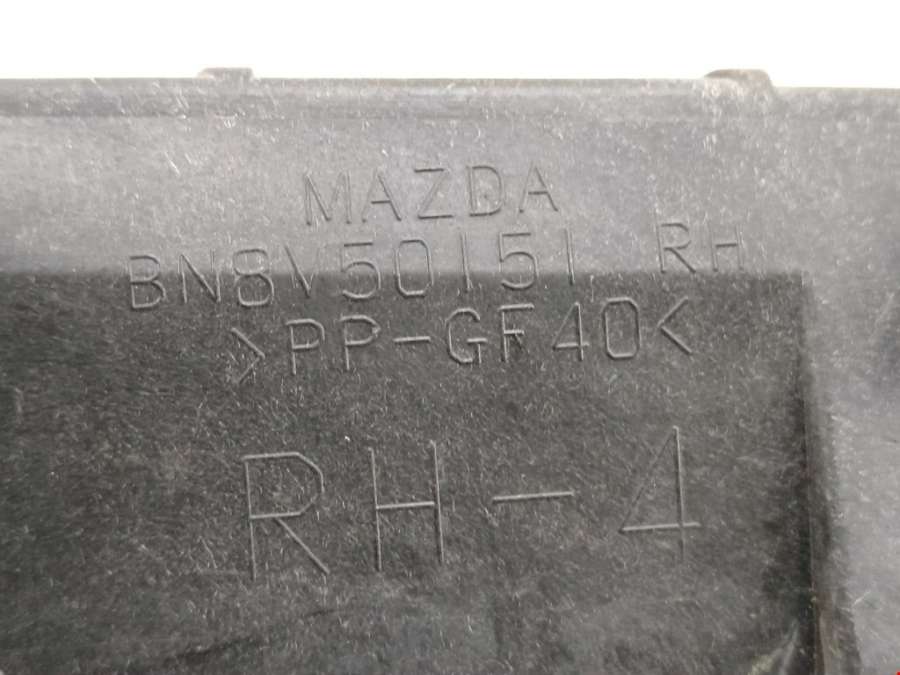 MAZDA
BN8V50151 RH
>PP-GF40<
RH-4